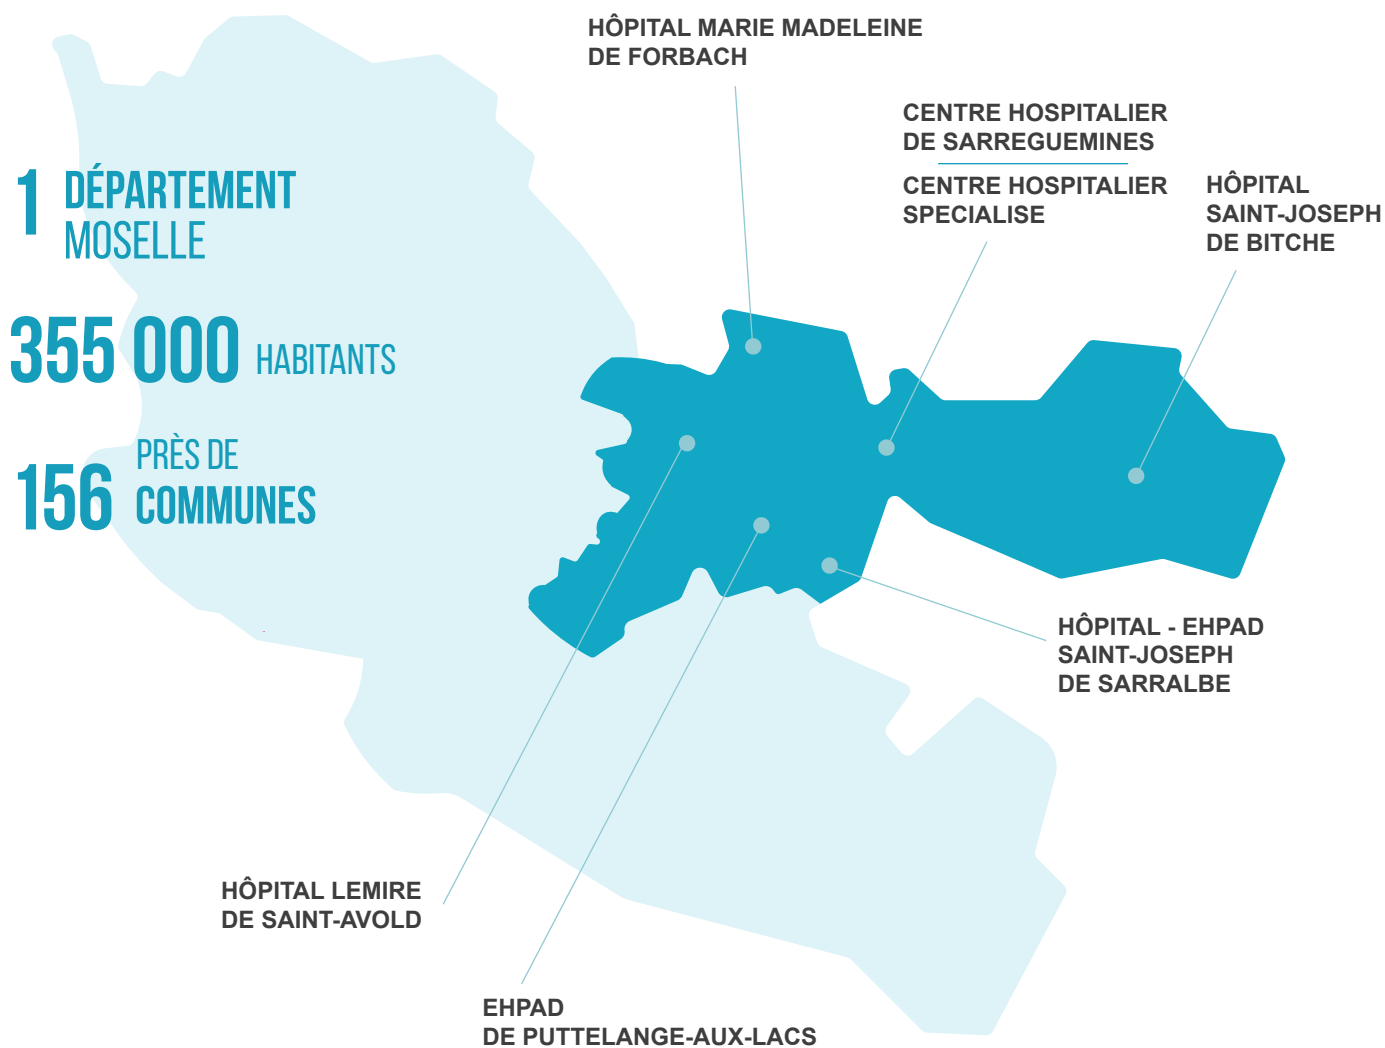 HÔPITAL MARIE MADELEINE
DE FORBACH
CENTRE HOSPITALIER
DE SARREGUEMINES
CENTRE HOSPITALIER
SPECIALISE
HÔPITAL
SAINT-JOSEPH
DE BITCHE
1 DÉPARTEMENT
MOSELLE
355 000 HABITANTS
PRÈS DE
156 COMMUNES
HÔPITAL - EHPAD
SAINT-JOSEPH
DE SARRALBE
HÔPITAL LEMIRE
DE SAINT-AVOLD
EHPAD
DE PUTTELANGE-AUX-LACS